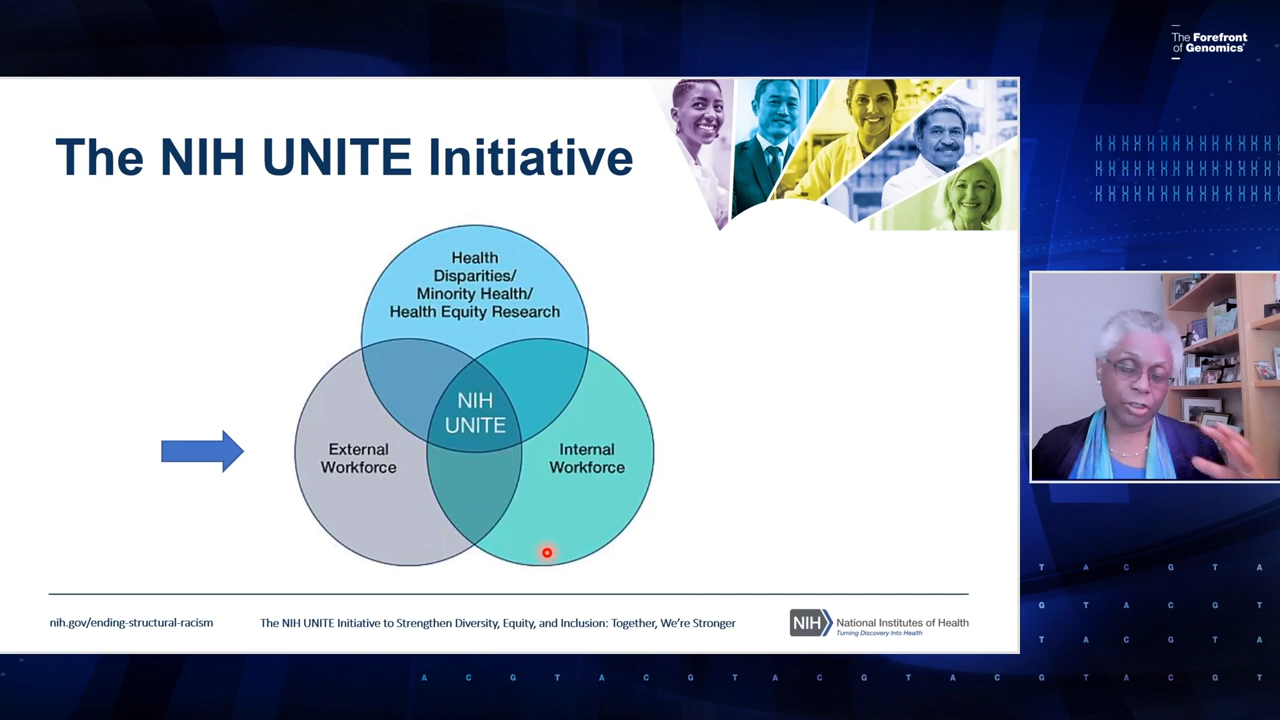 The Forefront
of Genomics®
The NIH UNITE Initiative
Health
Disparities/
Minority Health/
Health Equity Research
NIH
UNITE
External
Workforce
Internal
Workforce
nih.gov/ending-structural-racism
The NIH UNITE Initiative to Strengthen Diversity, Equity, and Inclusion: Together, We’re Stronger
NIH
National Institutes of Health
Turning Discovery Into Health
T A C G T A
G T A C G T
T A C G T A
A C G T A C G T A C G T A C G T A C G T